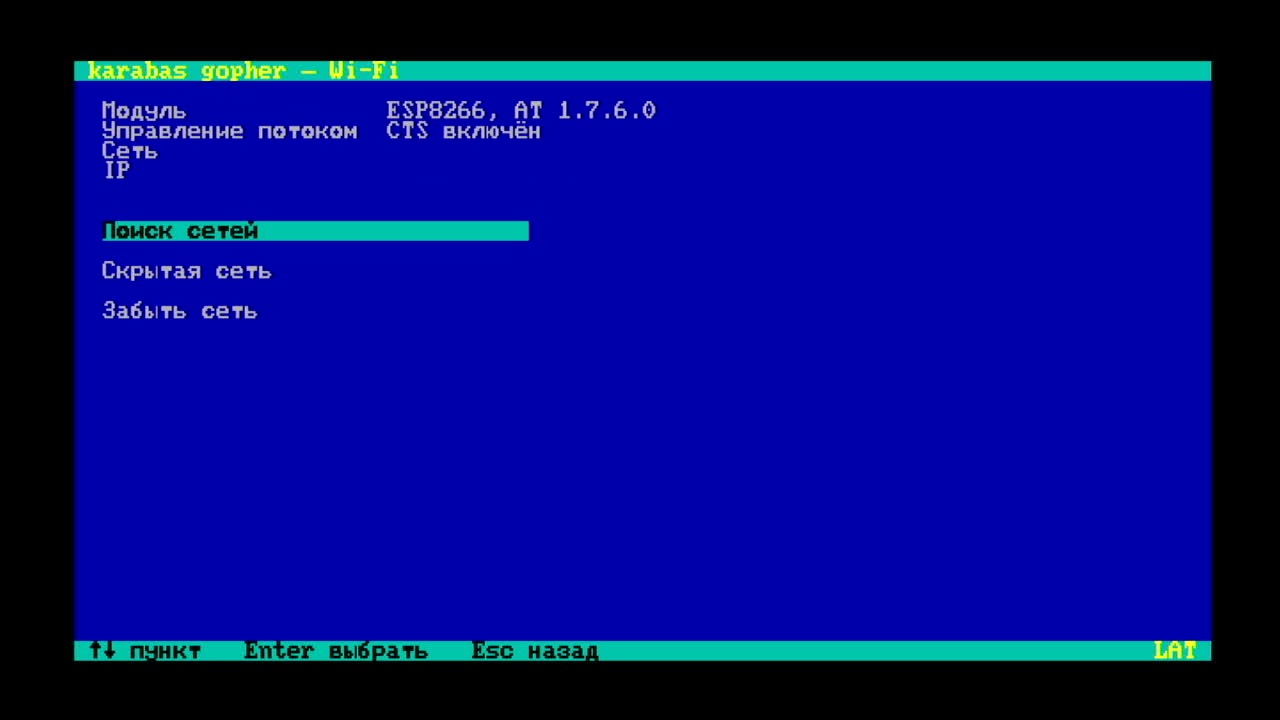 karabas gopher — Wi-Fi
Модуль ESP8266, AT 1.7.6.0
Управление потоком CTS включён
Сеть
IP
Поиск сетей
Скрытая сеть
Забыть сеть
↑↓ пункт Enter выбрать Esc назад LAT